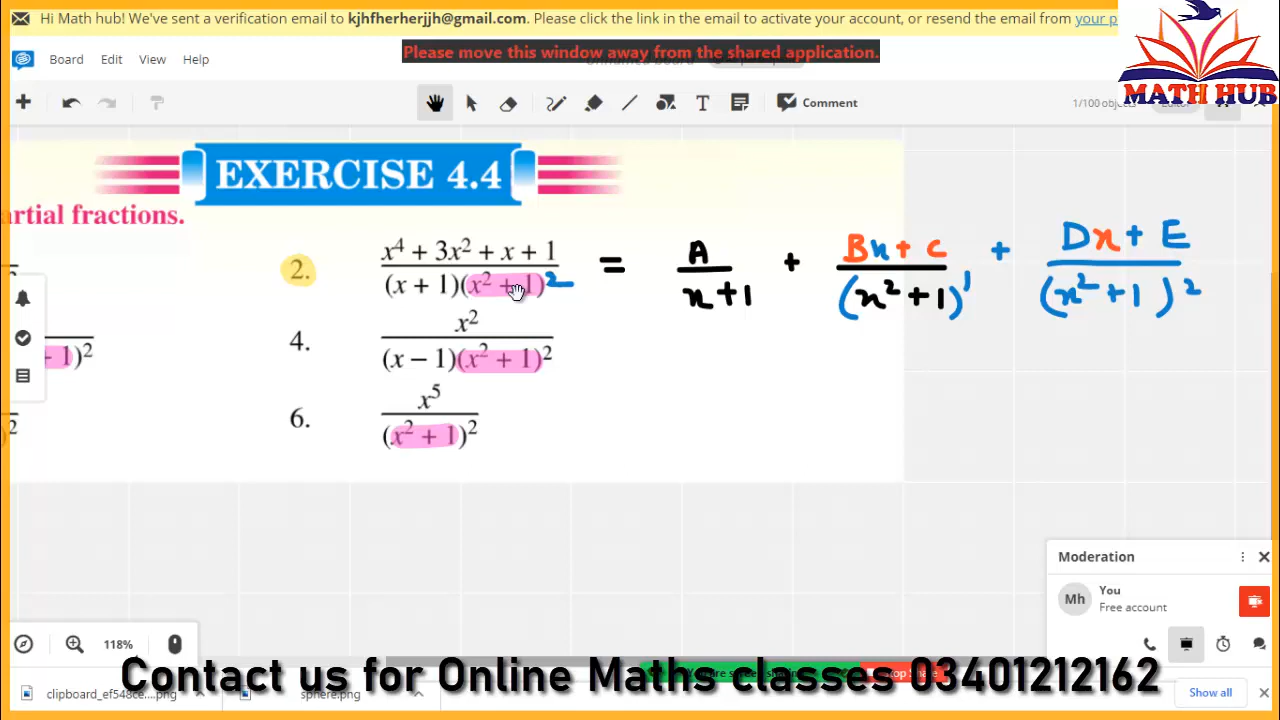 Hi Math hub! We've sent a verification email to kjhfherherjjh@gmail.com. Please click the link in the email to activate your account, or resend the email from your p
Please move this window away from the shared application.
Board Edit View Help
MATH HUB
Comment
1/100 objects
EXERCISE 4.4
artial fractions.
2. x⁴ + 3x² + x + 1 / (x + 1)(x² + 1)² = A / x+1 + Bx + C / (x² + 1)¹ + Dx + E / (x² + 1)²
4. x² / (x − 1)(x² + 1)²
+ 1)²
6. x⁵ / (x² + 1)²
)²
Moderation
Mh You
Free account
118%
Contact us for Online Maths classes 03401212162
clipboard_ef548ce....png
sphere.png
Show all